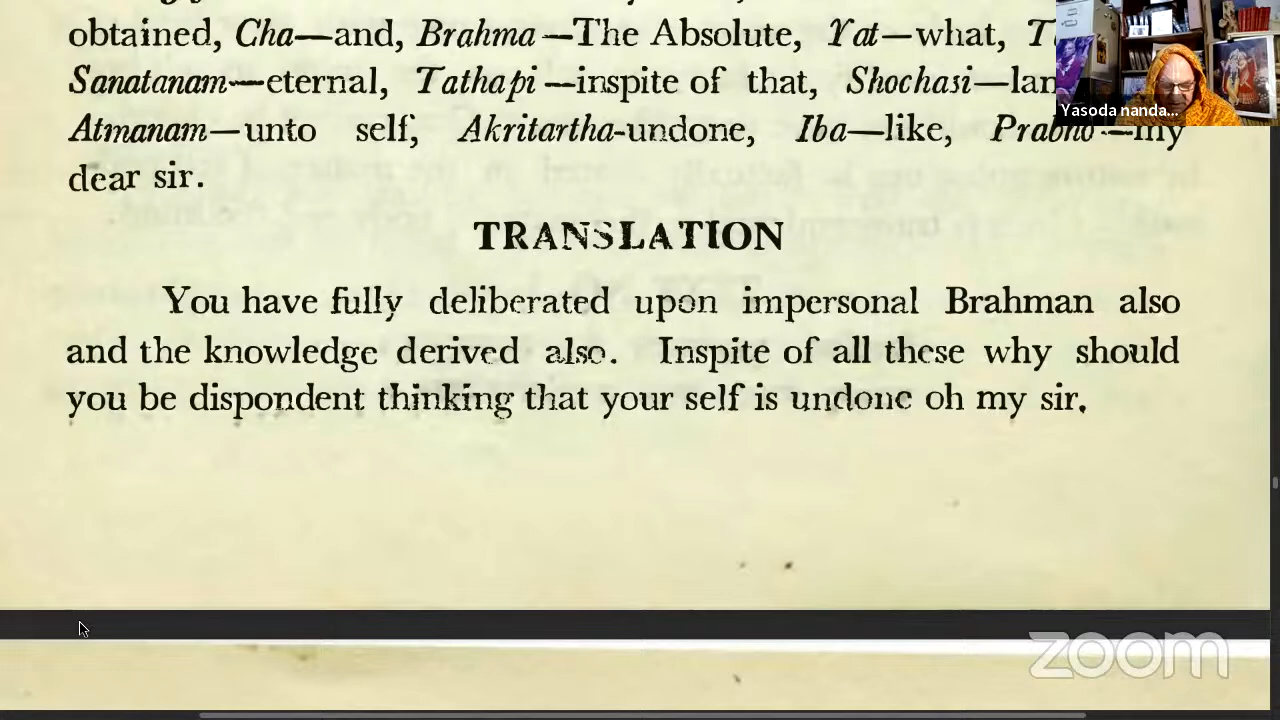 obtained, Cha—and, Brahma—The Absolute, Yat—what,
Sanatanam—eternal, Tathapi—inspite of that, Shochasi—
Atmanam—unto self, Akritartha-undone, Iba—like, Prabho—my
dear sir.
TRANSLATION
You have fully deliberated upon impersonal Brahman also
and the knowledge derived also. Inspite of all these why should
you be dispondent thinking that your self is undone oh my sir.
Yasoda nanda...
zoom